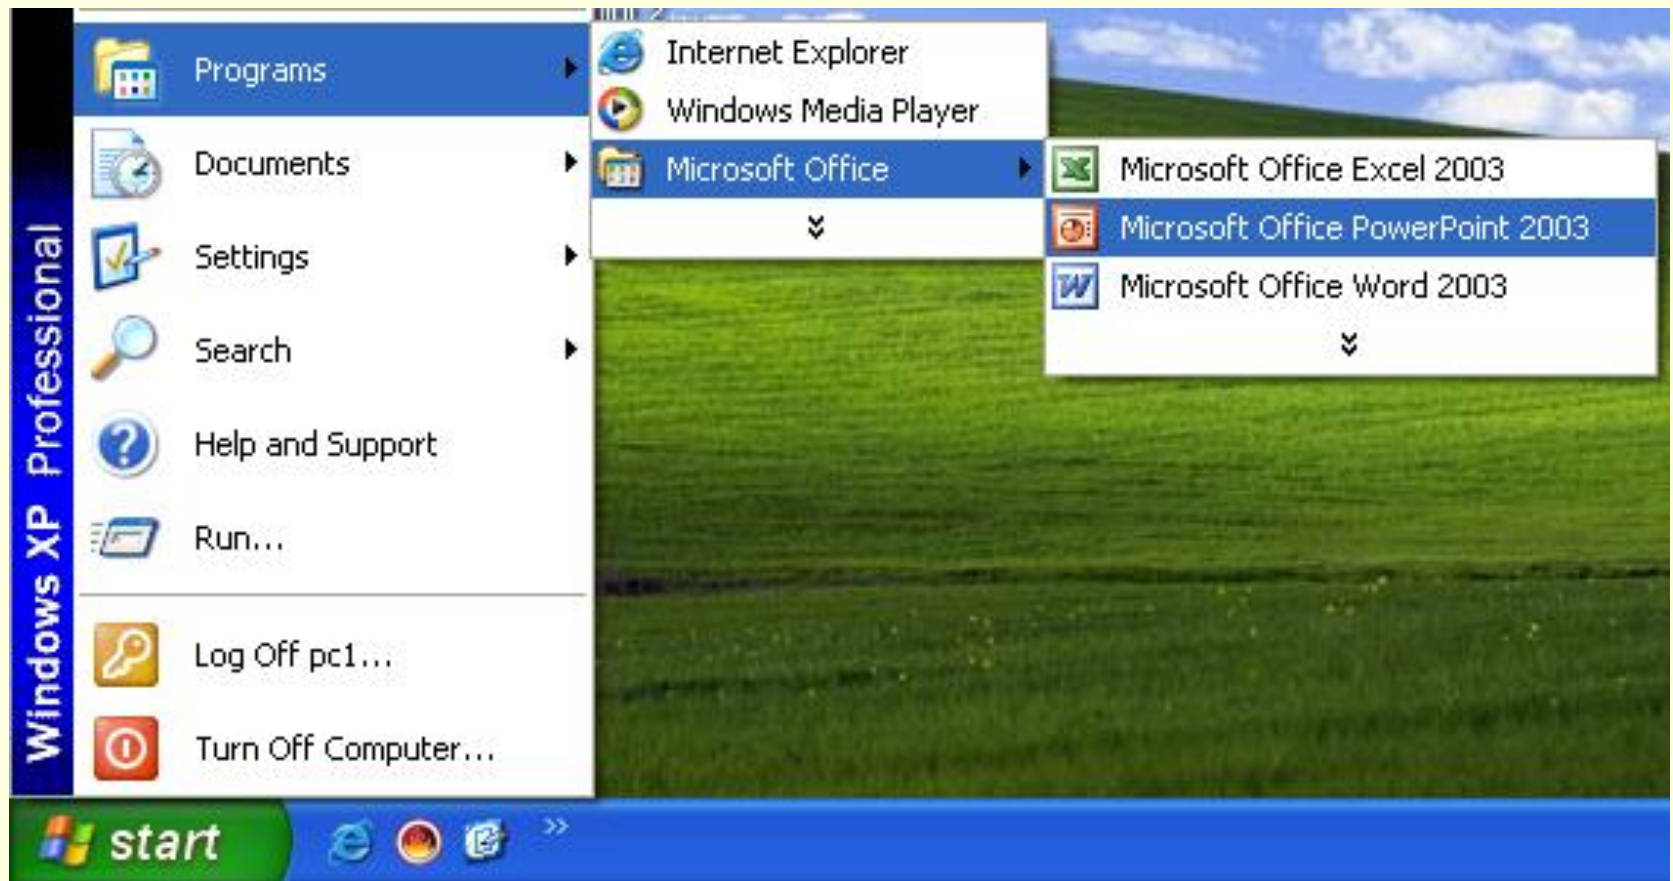 Programs
Documents
Settings
Search
Help and Support
Run...
Log Off pc1...
Turn Off Computer...
Windows XP Professional
Internet Explorer
Windows Media Player
Microsoft Office
Microsoft Office Excel 2003
Microsoft Office PowerPoint 2003
Microsoft Office Word 2003
start